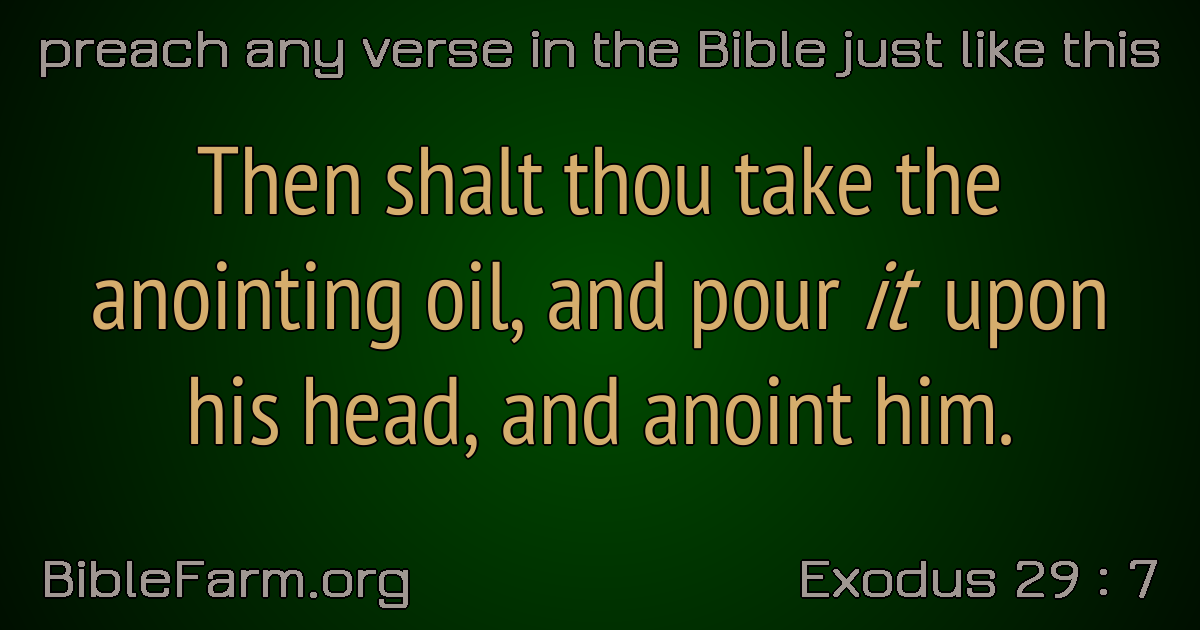 preach any verse in the Bible just like this
Then shalt thou take the
anointing oil, and pour it upon
his head, and anoint him.
BibleFarm.org
Exodus 29 : 7